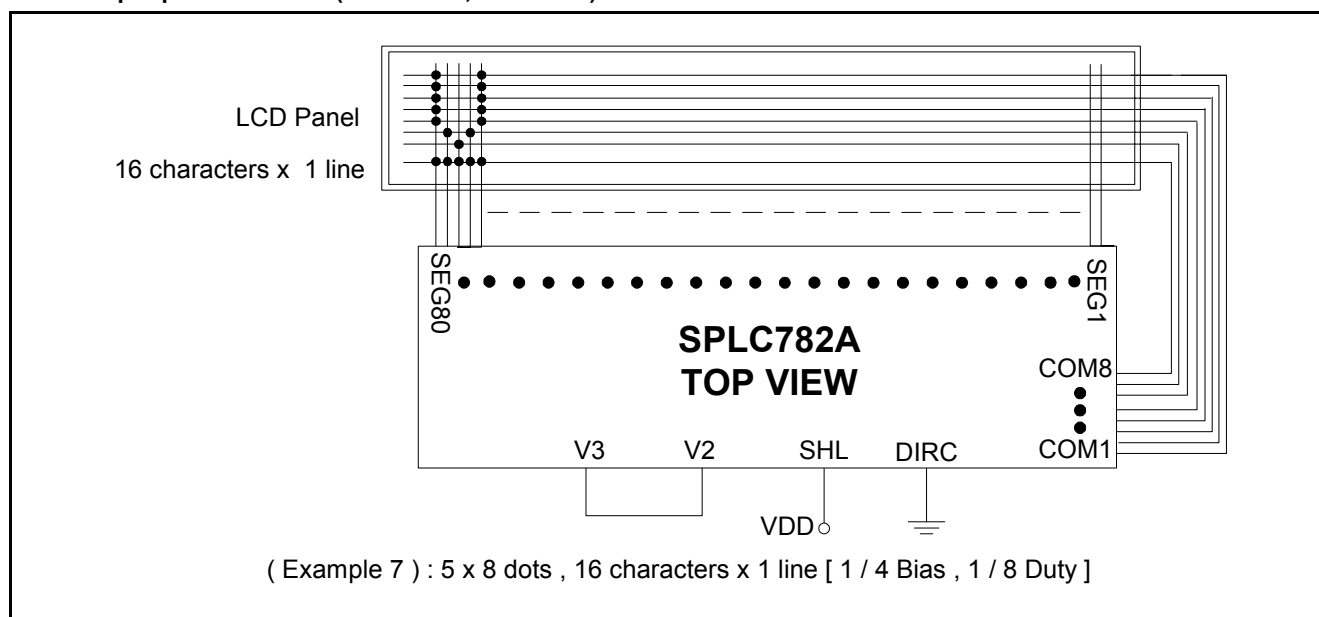 LCD Panel
16 characters x 1 line
SEG80
SEG1
SPLC782A
TOP VIEW
COM8
COM1
V3 V2 SHL DIRC
VDD
( Example 7 ) : 5 x 8 dots , 16 characters x 1 line [ 1 / 4 Bias , 1 / 8 Duty ]